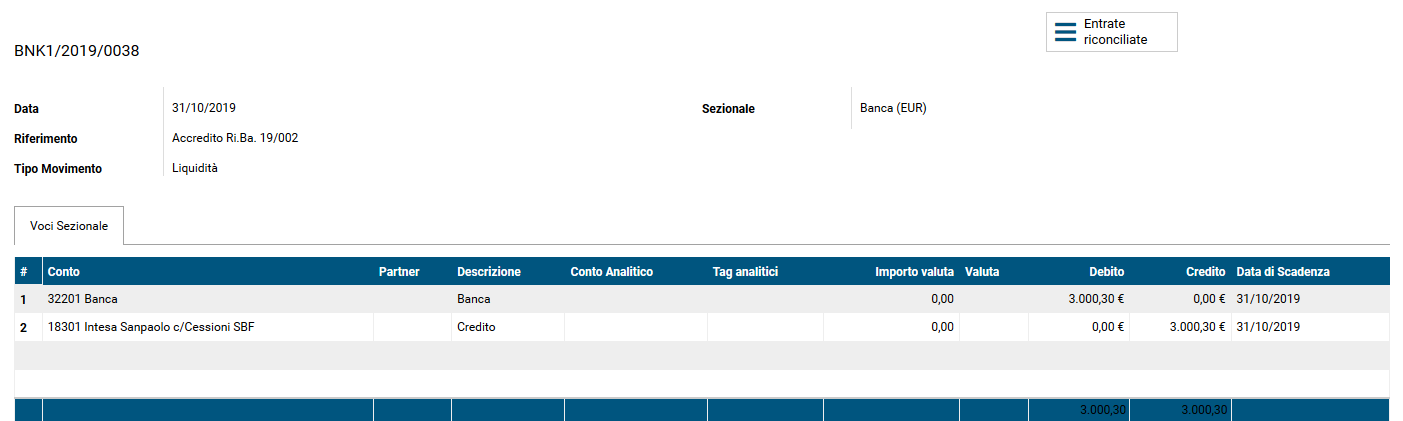 Entrate
riconciliate
BNK1/2019/0038
Data 31/10/2019 Sezionale Banca (EUR)
Riferimento Accredito Ri.Ba. 19/002
Tipo Movimento Liquidità
Voci Sezionale
# Conto Partner Descrizione Conto Analitico Tag analitici Importo valuta Valuta Debito Credito Data di Scadenza
1 32201 Banca Banca 0,00 3.000,30 € 0,00 € 31/10/2019
2 18301 Intesa Sanpaolo c/Cessioni SBF Credito 0,00 0,00 € 3.000,30 € 31/10/2019
3.000,30 3.000,30